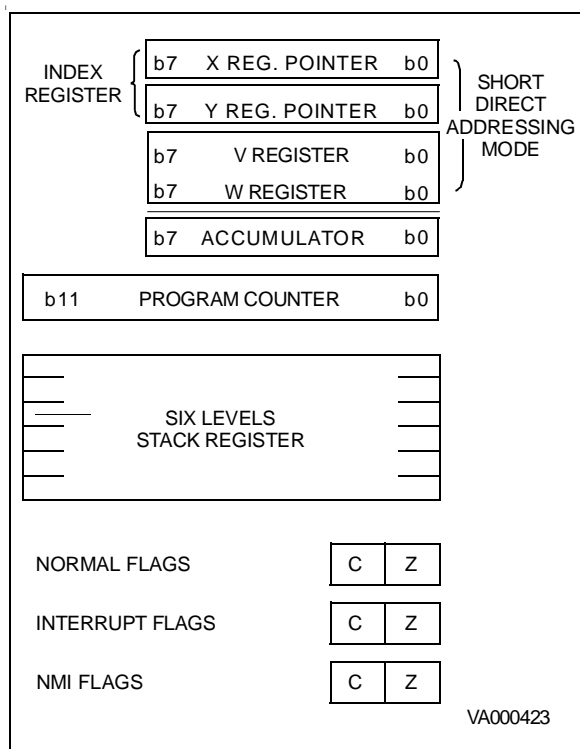 INDEX
REGISTER
b7 X REG. POINTER b0
b7 Y REG. POINTER b0
b7 V REGISTER b0
b7 W REGISTER b0
SHORT
DIRECT
ADDRESSING
MODE
b7 ACCUMULATOR b0
b11 PROGRAM COUNTER b0
SIX LEVELS
STACK REGISTER
NORMAL FLAGS C Z
INTERRUPT FLAGS C Z
NMI FLAGS C Z
VA000423